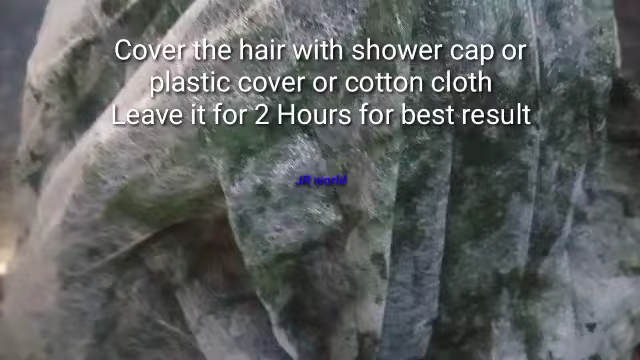 Cover the hair with shower cap or
plastic cover or cotton cloth
Leave it for 2 Hours for best result
JR world